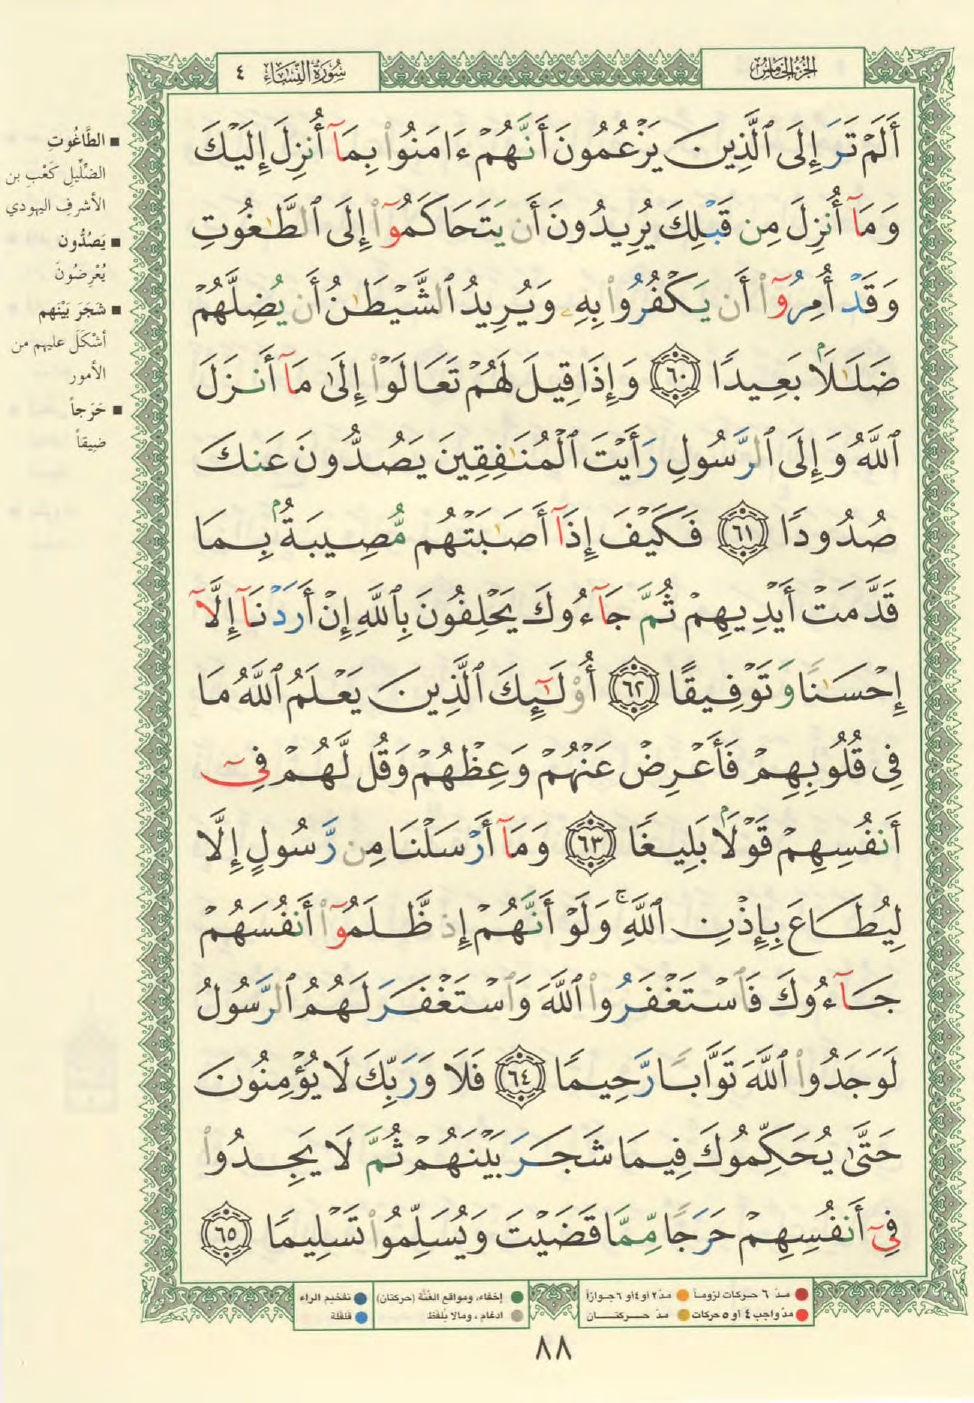 الجزء الخامس
سورة النساء ٤
أَلَمْ تَرَ إِلَى ٱلَّذِينَ يَزْعُمُونَ أَنَّهُمْ ءَامَنُوا۟ بِمَآ أُنزِلَ إِلَيْكَ
وَمَآ أُنزِلَ مِن قَبْلِكَ يُرِيدُونَ أَن يَتَحَاكَمُوٓا۟ إِلَى ٱلطَّٰغُوتِ
وَقَدْ أُمِرُوٓا۟ أَن يَكْفُرُوا۟ بِهِۦ وَيُرِيدُ ٱلشَّيْطَٰنُ أَن يُضِلَّهُمْ
ضَلَٰلًۢا بَعِيدًا ٦٠ وَإِذَا قِيلَ لَهُمْ تَعَالَوْا۟ إِلَىٰ مَآ أَنزَلَ
ٱللَّهُ وَإِلَى ٱلرَّسُولِ رَأَيْتَ ٱلْمُنَٰفِقِينَ يَصُدُّونَ عَنكَ
صُدُودًا ٦١ فَكَيْفَ إِذَآ أَصَٰبَتْهُم مُّصِيبَةٌۢ بِمَا
قَدَّمَتْ أَيْدِيهِمْ ثُمَّ جَآءُوكَ يَحْلِفُونَ بِٱللَّهِ إِنْ أَرَدْنَآ إِلَّآ
إِحْسَٰنًا وَتَوْفِيقًا ٦٢ أُو۟لَٰٓئِكَ ٱلَّذِينَ يَعْلَمُ ٱللَّهُ مَا
فِى قُلُوبِهِمْ فَأَعْرِضْ عَنْهُمْ وَعِظْهُمْ وَقُل لَّهُمْ فِىٓ
أَنفُسِهِمْ قَوْلًۢا بَلِيغًا ٦٣ وَمَآ أَرْسَلْنَا مِن رَّسُولٍ إِلَّا
لِيُطَاعَ بِإِذْنِ ٱللَّهِ ۚ وَلَوْ أَنَّهُمْ إِذ ظَّلَمُوٓا۟ أَنفُسَهُمْ
جَآءُوكَ فَٱسْتَغْفَرُوا۟ ٱللَّهَ وَٱسْتَغْفَرَ لَهُمُ ٱلرَّسُولُ
لَوَجَدُوا۟ ٱللَّهَ تَوَّابًا رَّحِيمًا ٦٤ فَلَا وَرَبِّكَ لَا يُؤْمِنُونَ
حَتَّىٰ يُحَكِّمُوكَ فِيمَا شَجَرَ بَيْنَهُمْ ثُمَّ لَا يَجِدُوا۟
فِىٓ أَنفُسِهِمْ حَرَجًا مِّمَّا قَضَيْتَ وَيُسَلِّمُوا۟ تَسْلِيمًا ٦٥
■ الطَّاغُوت
الضِّلِّيل كَعْبِ بن
الأشرفِ اليهودي
■ يَصُدُّون
يُعْرِضُونَ
■ شَجَرَ بَيْنَهم
أشْكَلَ عليهم من
الأمور
■ حَرَجاً
ضيقاً
مدّ ٦ حركات لزوماً ● مدّ ٢ أو ٤ أو ٦ جوازاً
مدّ واجب ٤ أو ٥ حركات ● مدّ حركتان
إخفاء، ومواقع الغُنَّة (حركتان)
ادغام، وما لا يُلفَظ
تفخيم الراء
قلقلة
٨٨